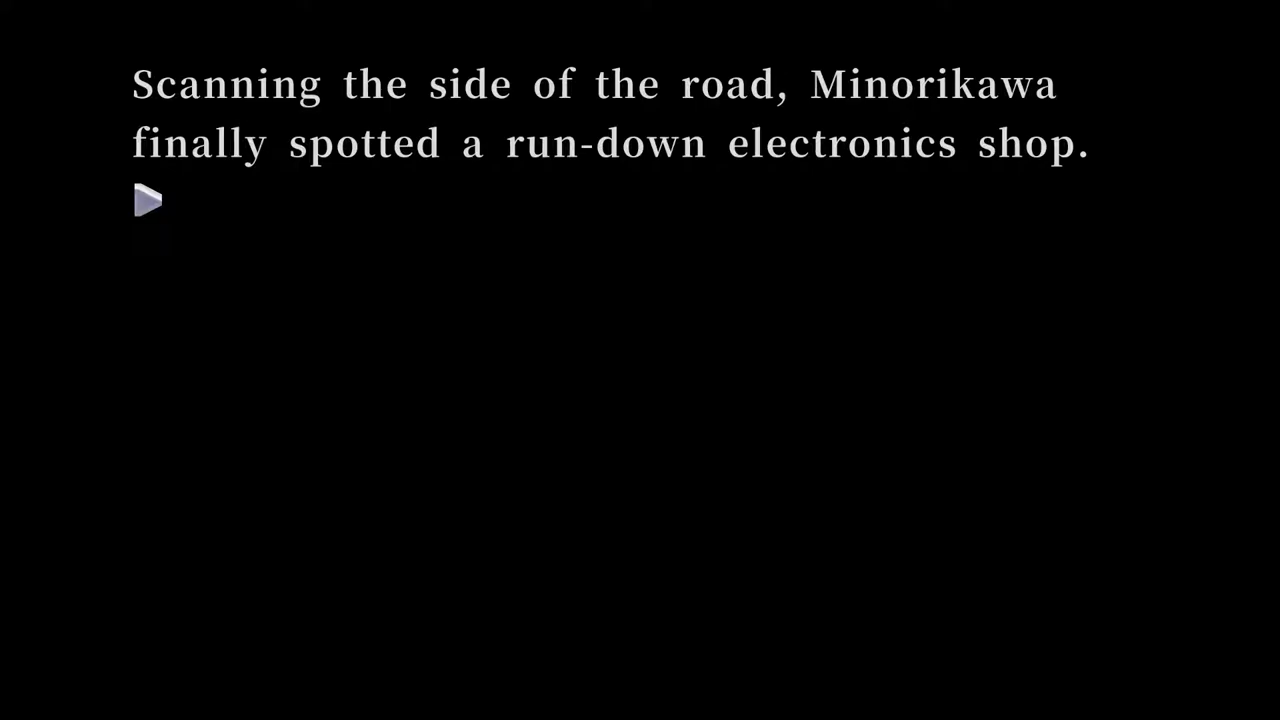 Scanning the side of the road, Minorikawa
finally spotted a run-down electronics shop.